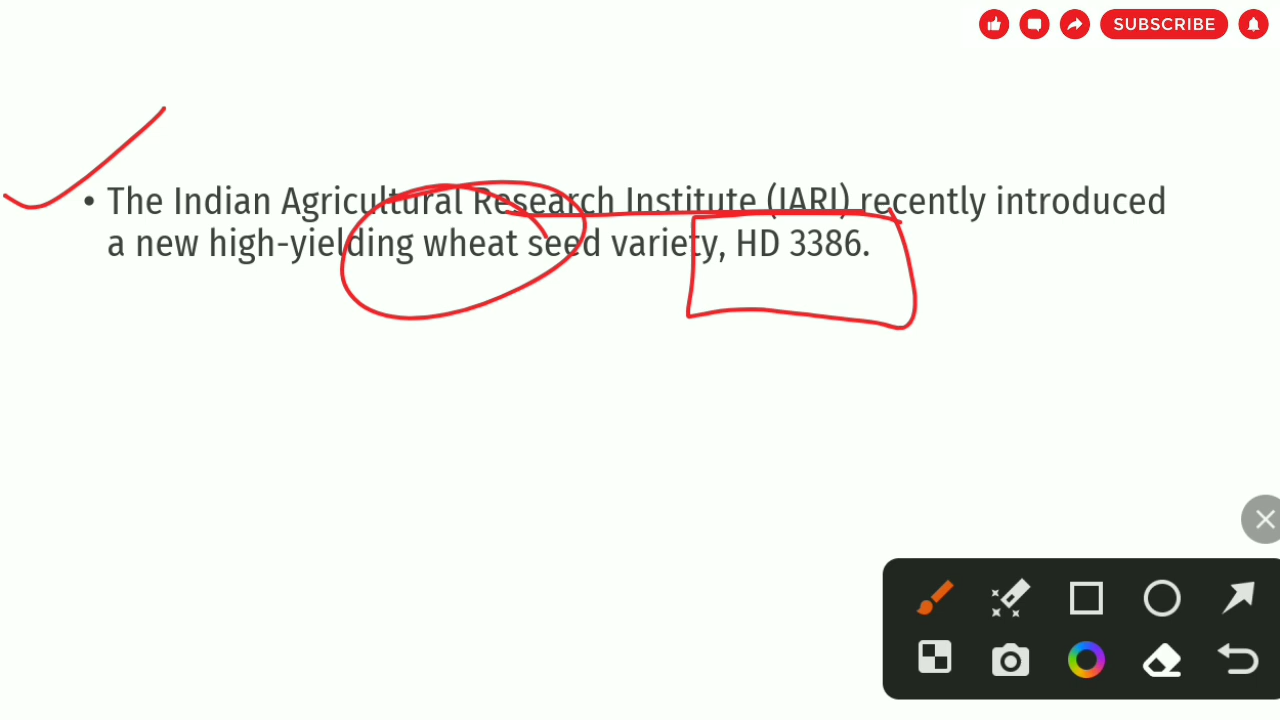 SUBSCRIBE
• The Indian Agricultural Research Institute (IARI) recently introduced
a new high-yielding wheat seed variety, HD 3386.